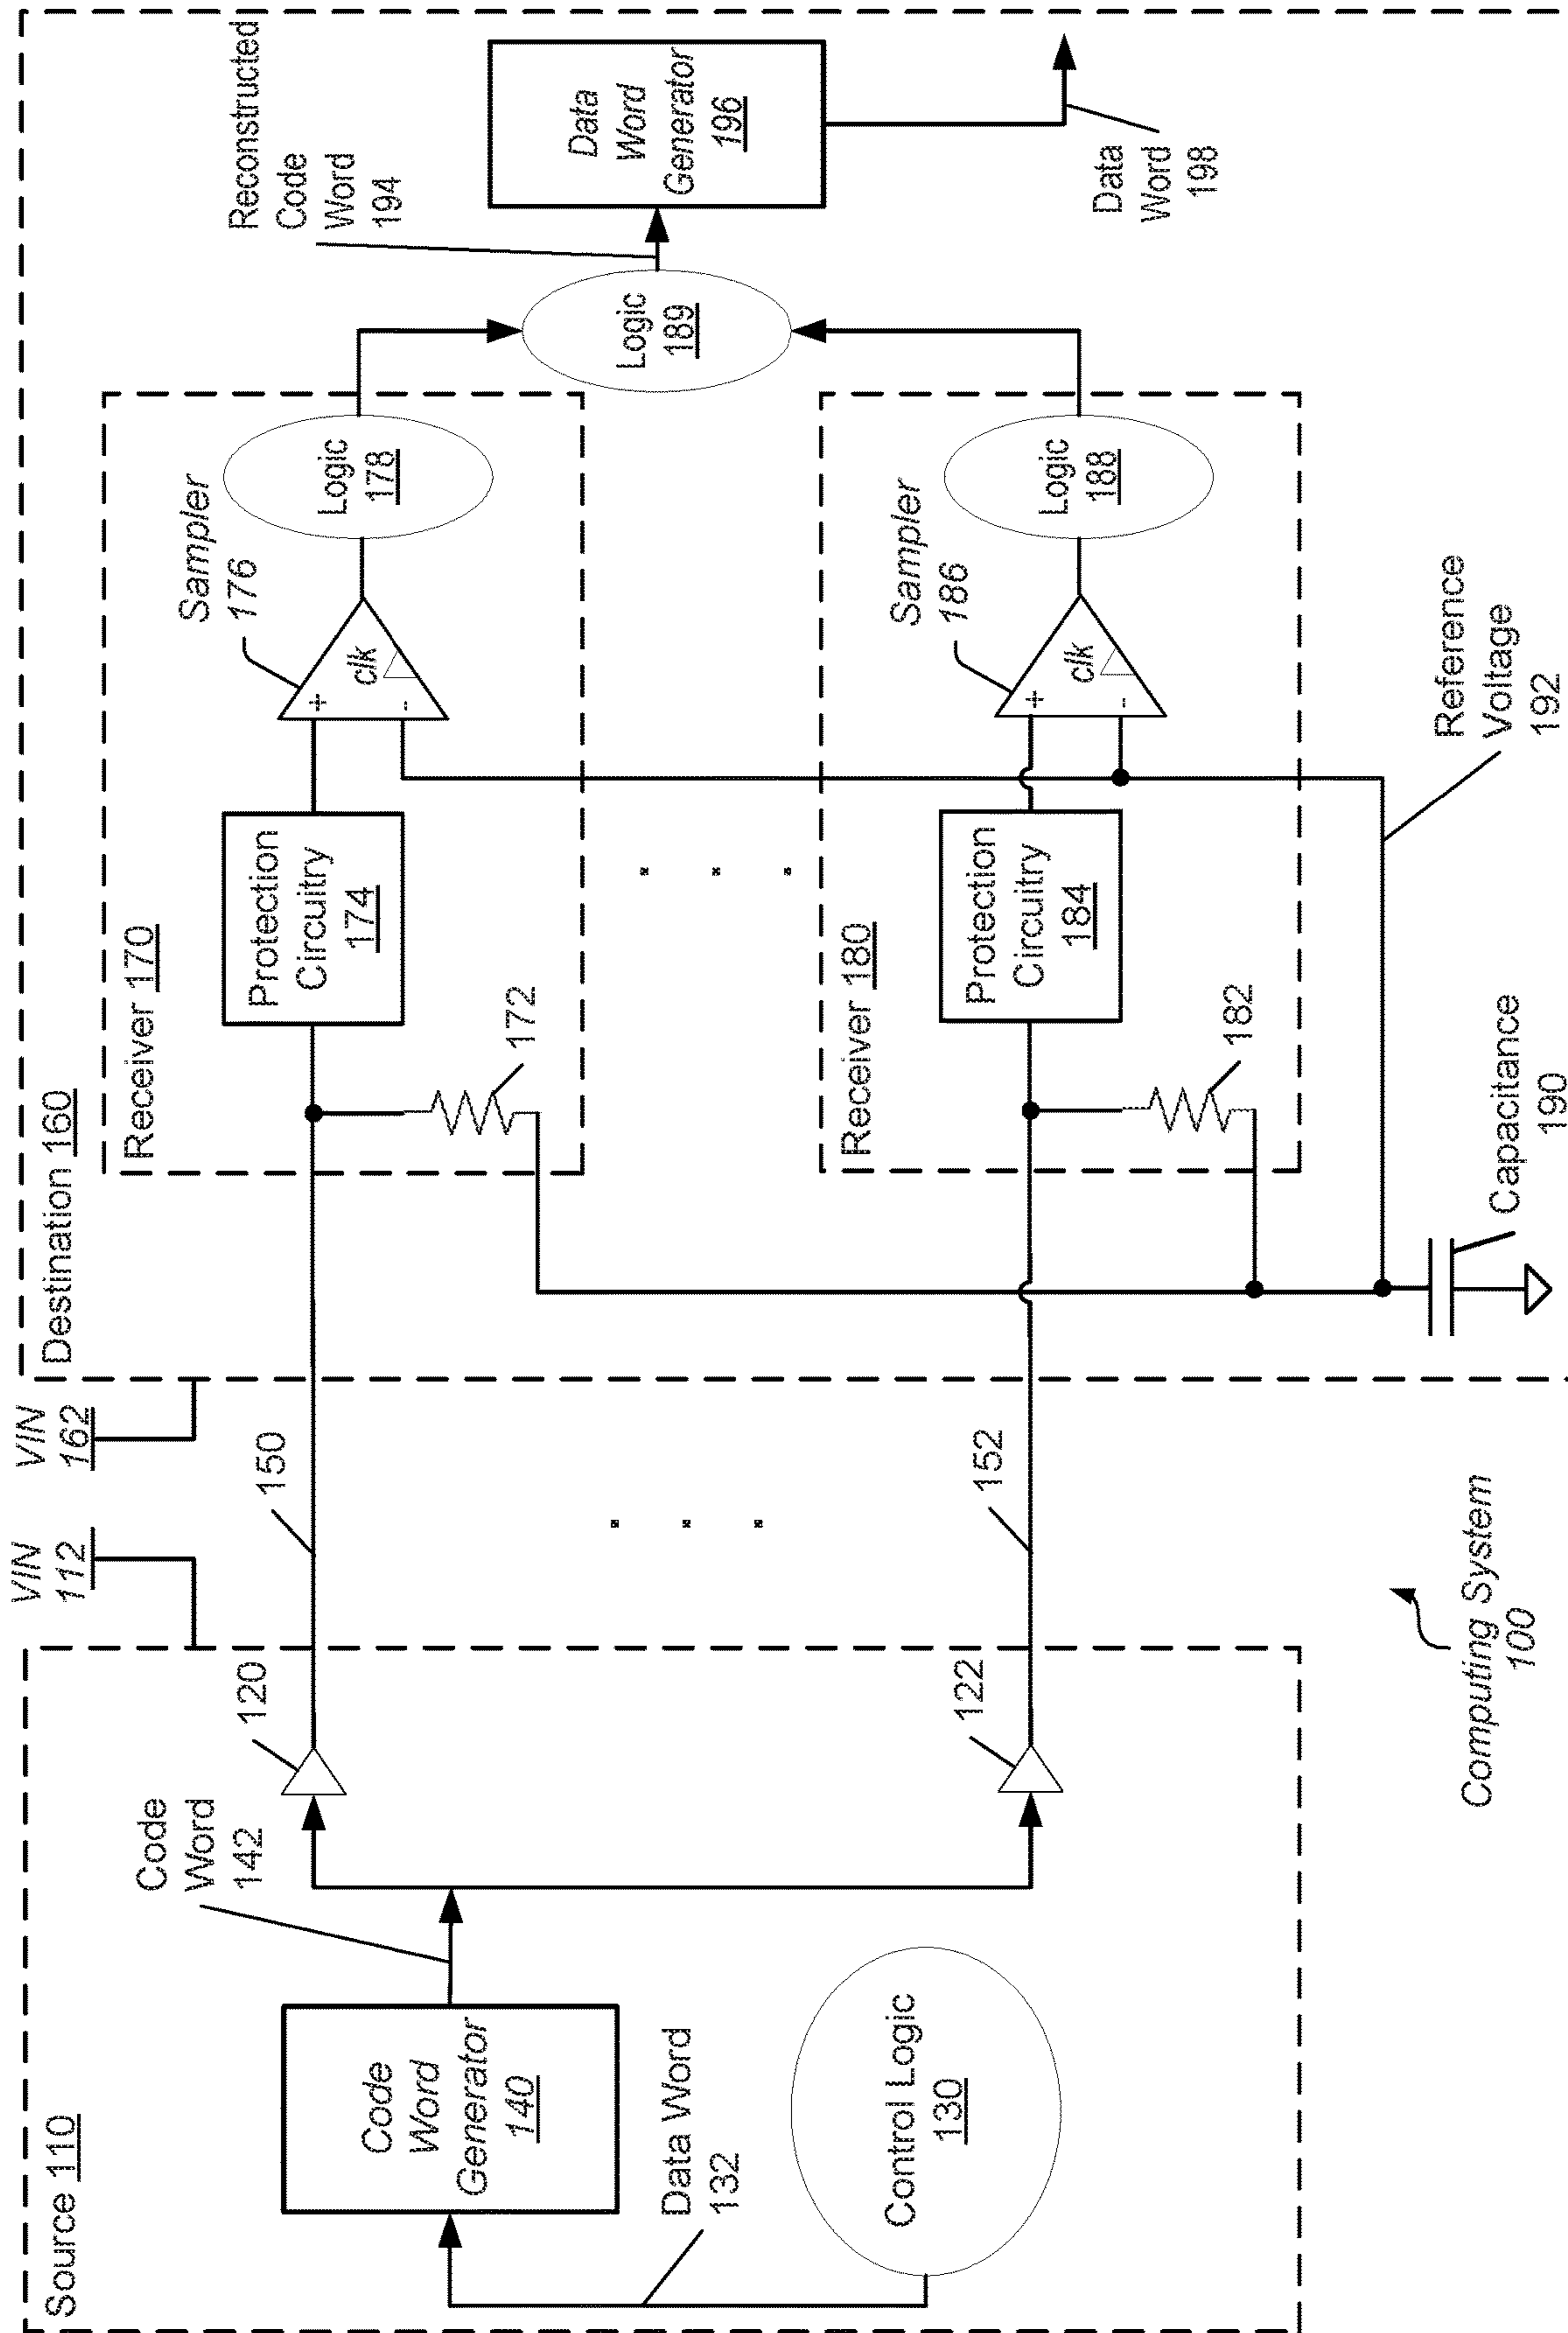 Source 110
Code
Word
Generator
140
Code
Word
142
Data Word
132
Control Logic
130
120
122
VIN
112
VIN
162
150
152
Computing System
100
Destination 160
Receiver 170
172
Protection
Circuitry
174
Sampler
176
+
-
clk
Logic
178
Receiver 180
182
Protection
Circuitry
184
Sampler
186
+
-
clk
Logic
188
Capacitance
190
Reference
Voltage
192
Logic
189
Reconstructed
Code
Word
194
Data
Word
Generator
196
Data
Word
198